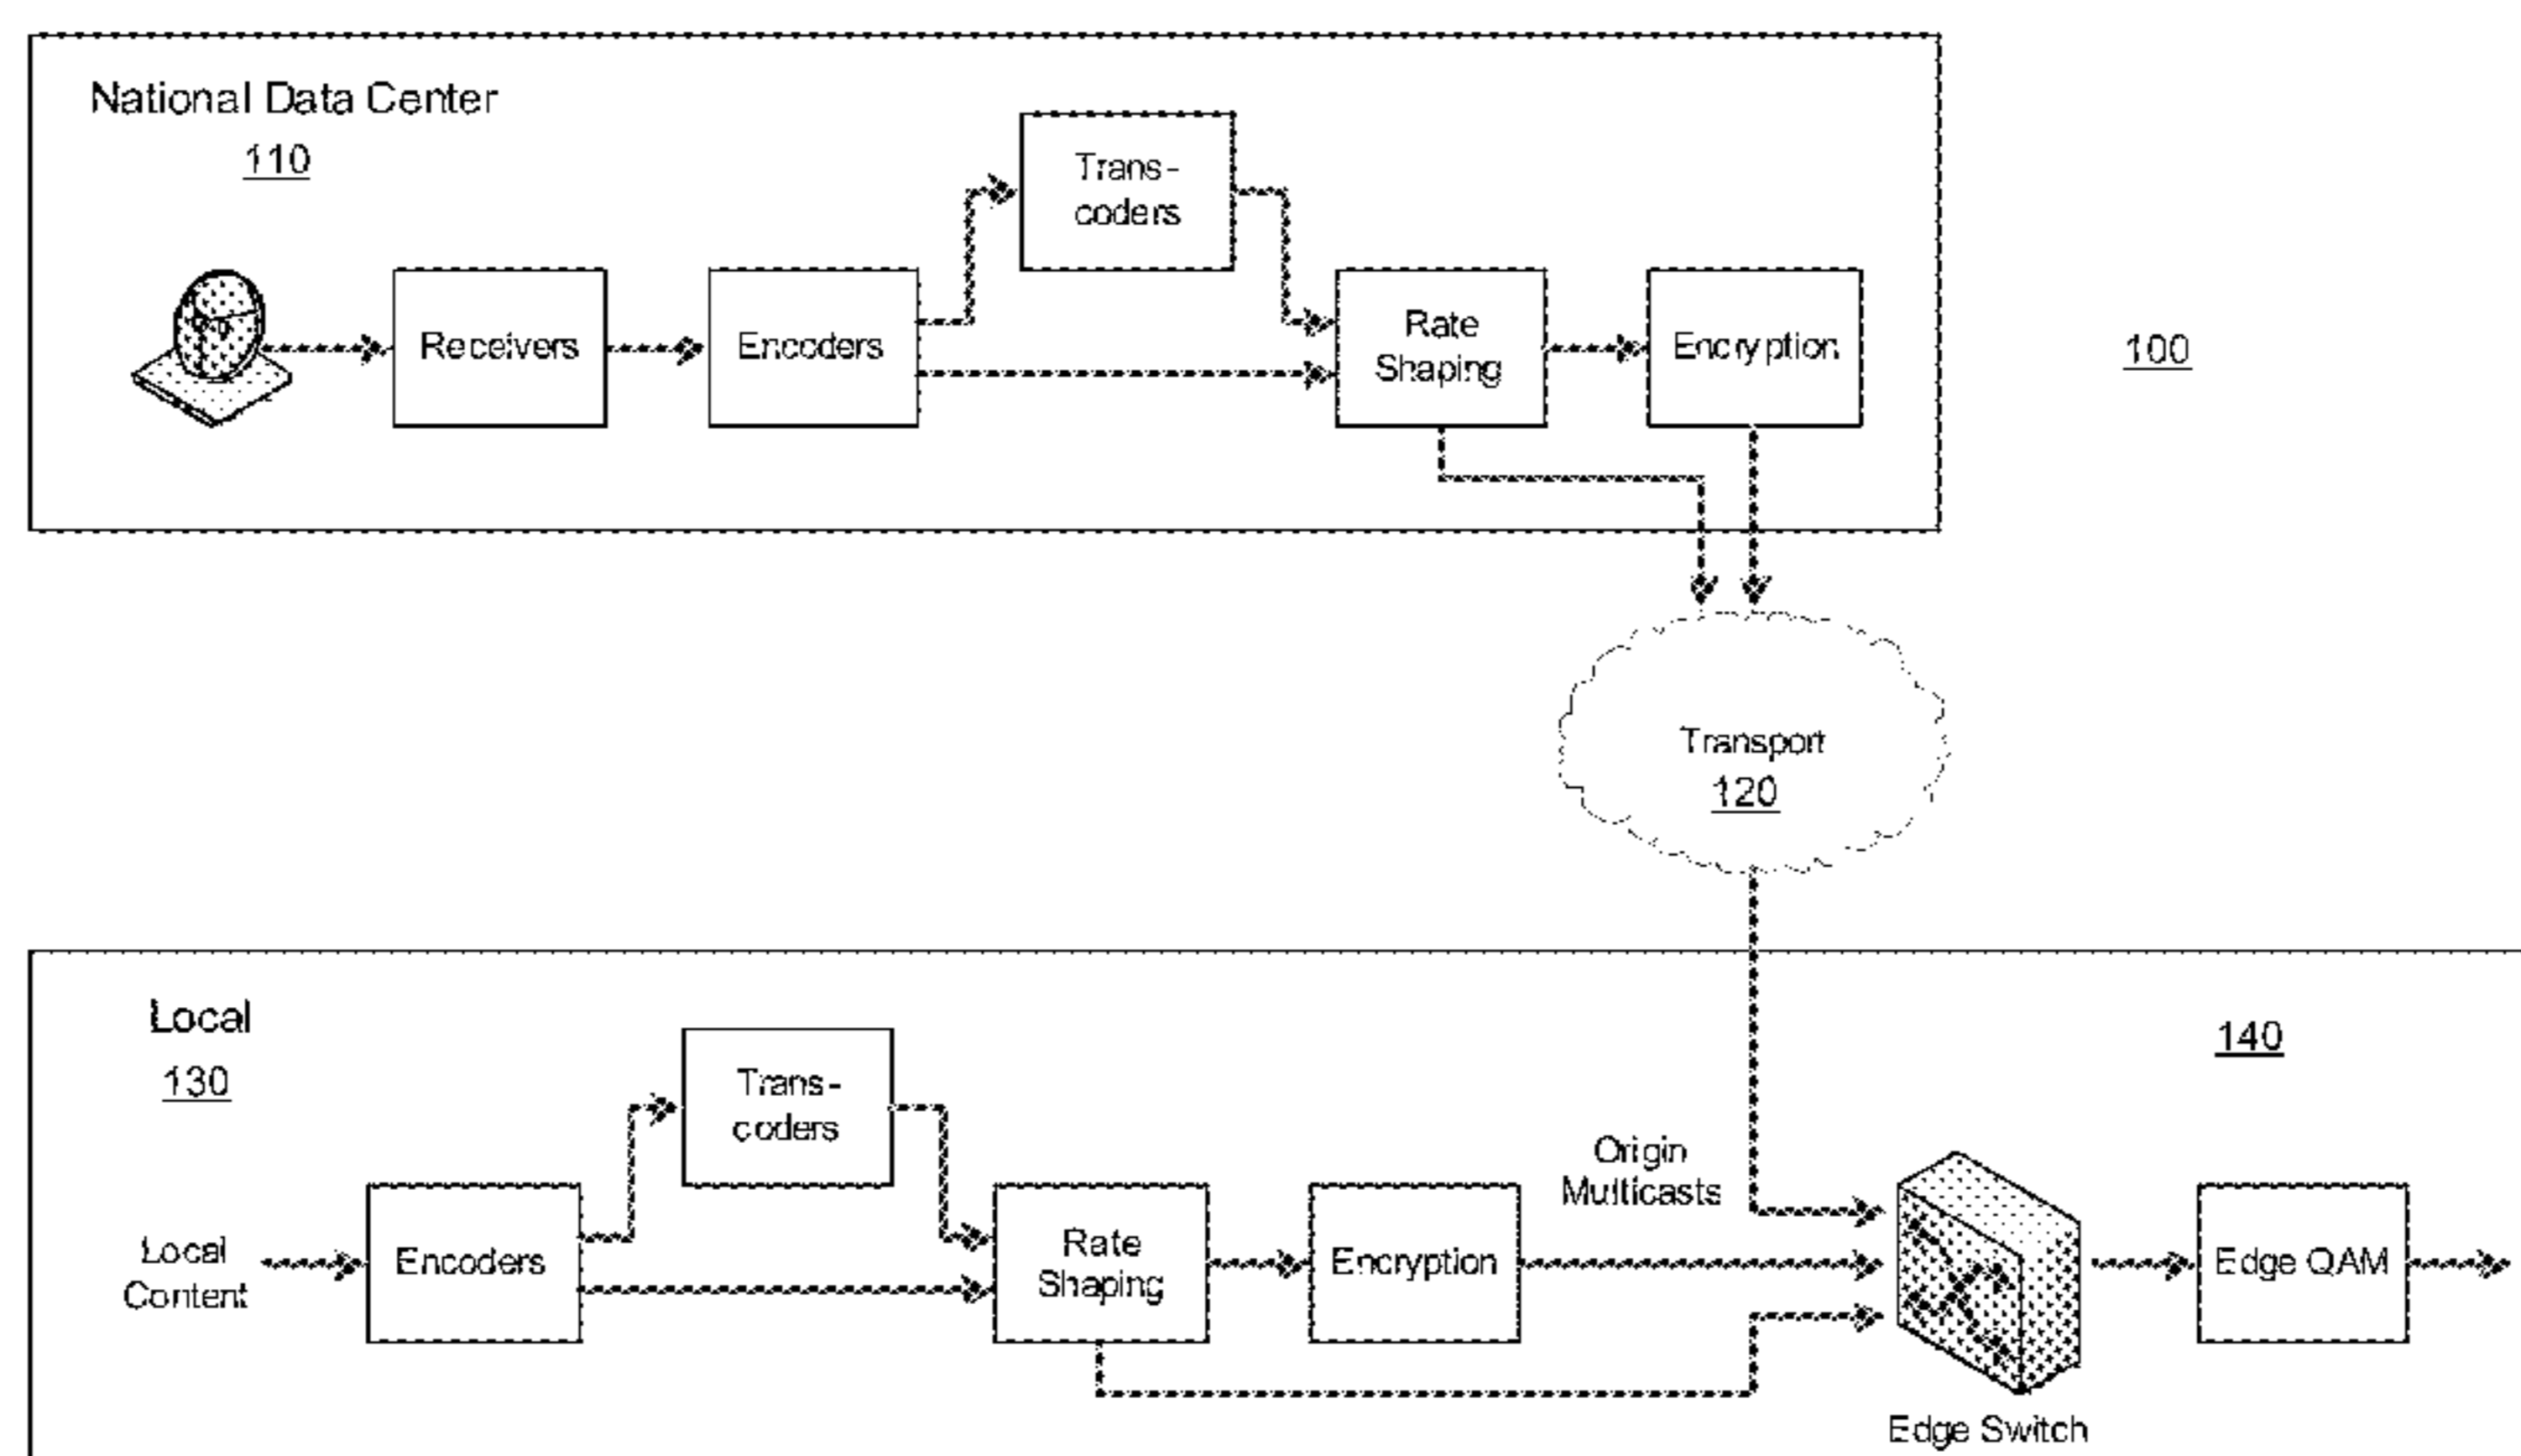 National Data Center
110
Trans-
coders
Receivers
Encoders
Rate
Shaping
Encryption
100
Transport
120
Local
130
140
Trans-
coders
Origin
Multicasts
Local
Content
Encoders
Rate
Shaping
Encryption
Edge QAM
Edge Switch